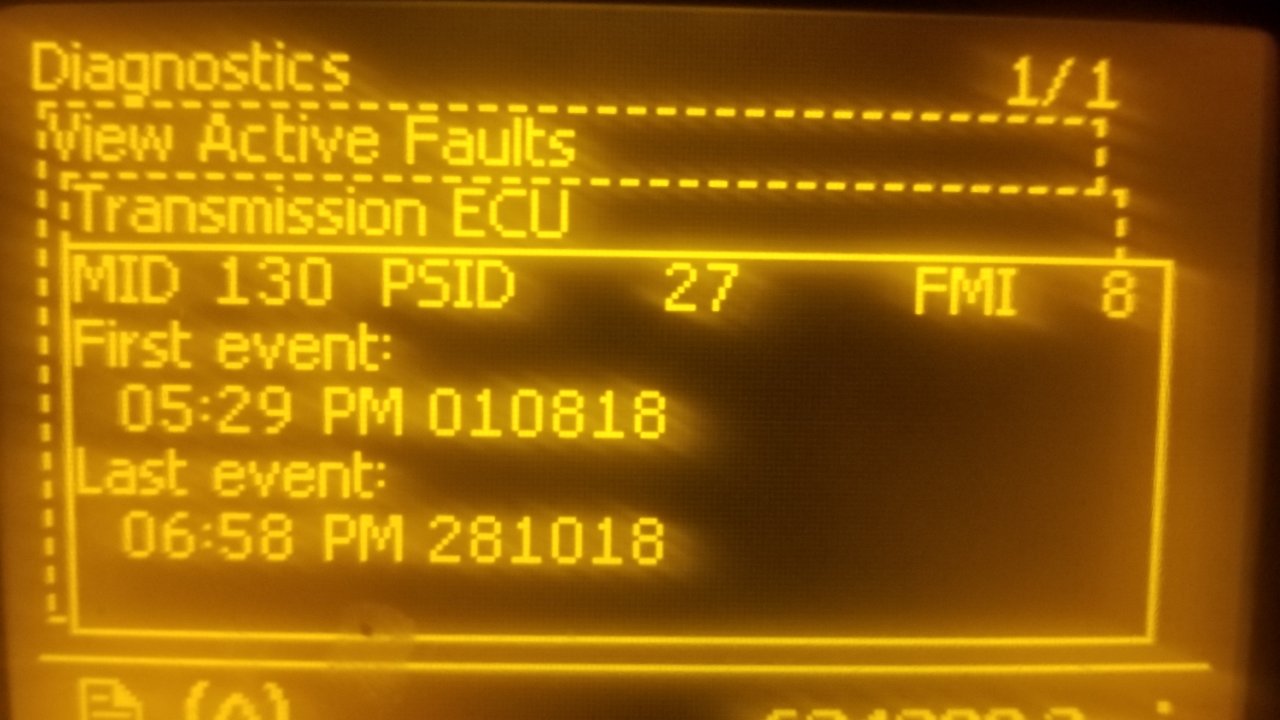 Diagnostics 1/1
View Active Faults
Transmission ECU
MID 130 PSID 27 FMI 8
First event:
05:29 PM 010818
Last event:
06:58 PM 281018